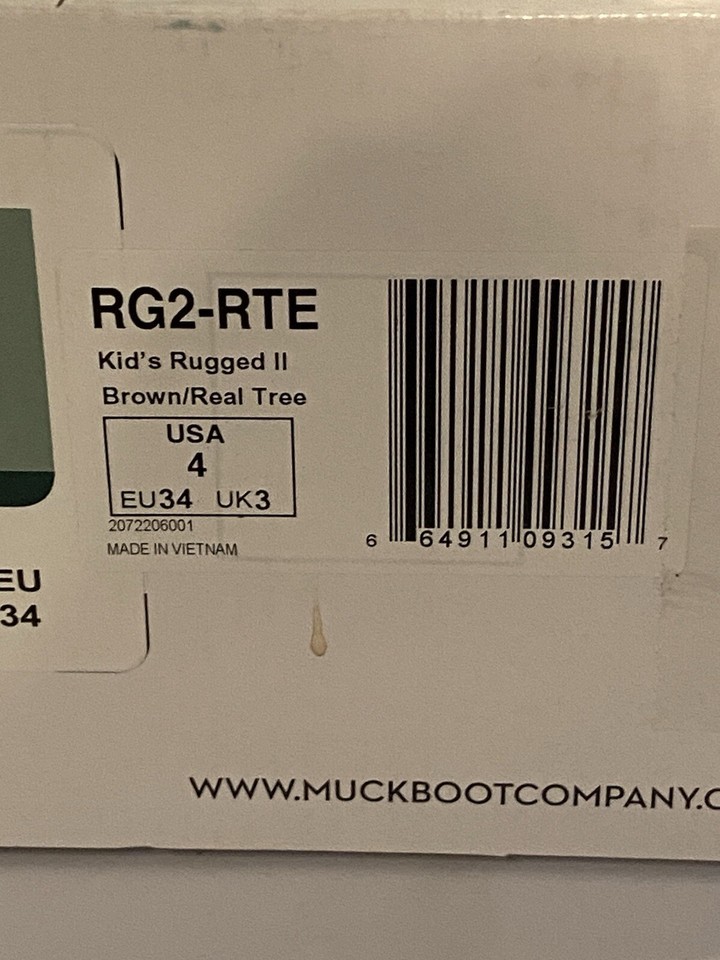 RG2-RTE
Kid's Rugged II
Brown/Real Tree
USA
4
EU34 UK3
2072206001
MADE IN VIETNAM
6 64911 09315 7
EU
34
WWW.MUCKBOOTCOMPANY.C